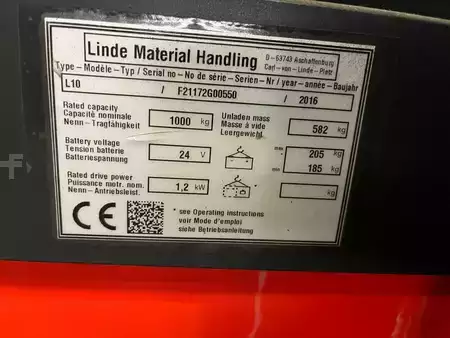 Linde Material Handling D - 63743 Aschaffenburg
Carl - von - Linde - Platz
Type - Modèle - Typ / Serial no - No de série - Serien - Nr / year - année - Baujahr
L10 / F21172G00550 / 2016
Rated capacity
Capacité nominale
Nenn - Tragfähigkeit
1000 kg
Unladen mass
Masse à vide
Leergewicht
582 kg
Battery voltage
Tension batterie
Batteriespannung
24 V
max 205 kg
min 185 kg
Rated drive power
Puissance motr. nom.
Nenn - Antriebsleist.
1,2 kW
kg
CE
* see Operating instructions
voir Mode d'emploi
siehe Betriebsanleitung